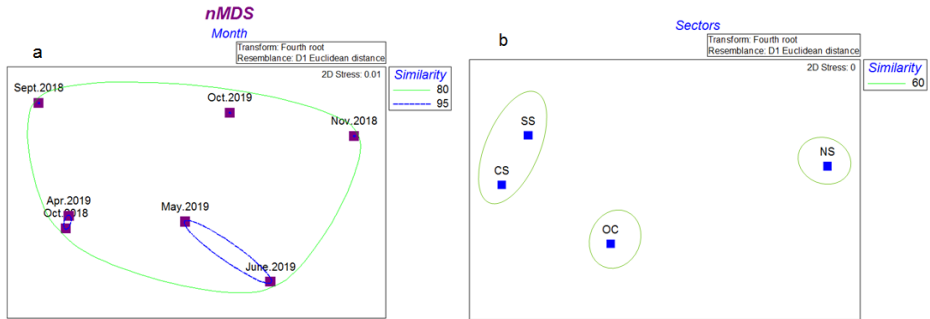 nMDS
Month
a
Transform: Fourth root
Resemblance: D1 Euclidean distance
2D Stress: 0.01
Similarity
80
95
Sept.2018
Oct.2019
Nov.2018
Apr.2019
Oct.2018
May.2019
June.2019
Sectors
b
Transform: Fourth root
Resemblance: D1 Euclidean distance
2D Stress: 0
Similarity
60
SS
NS
CS
OC